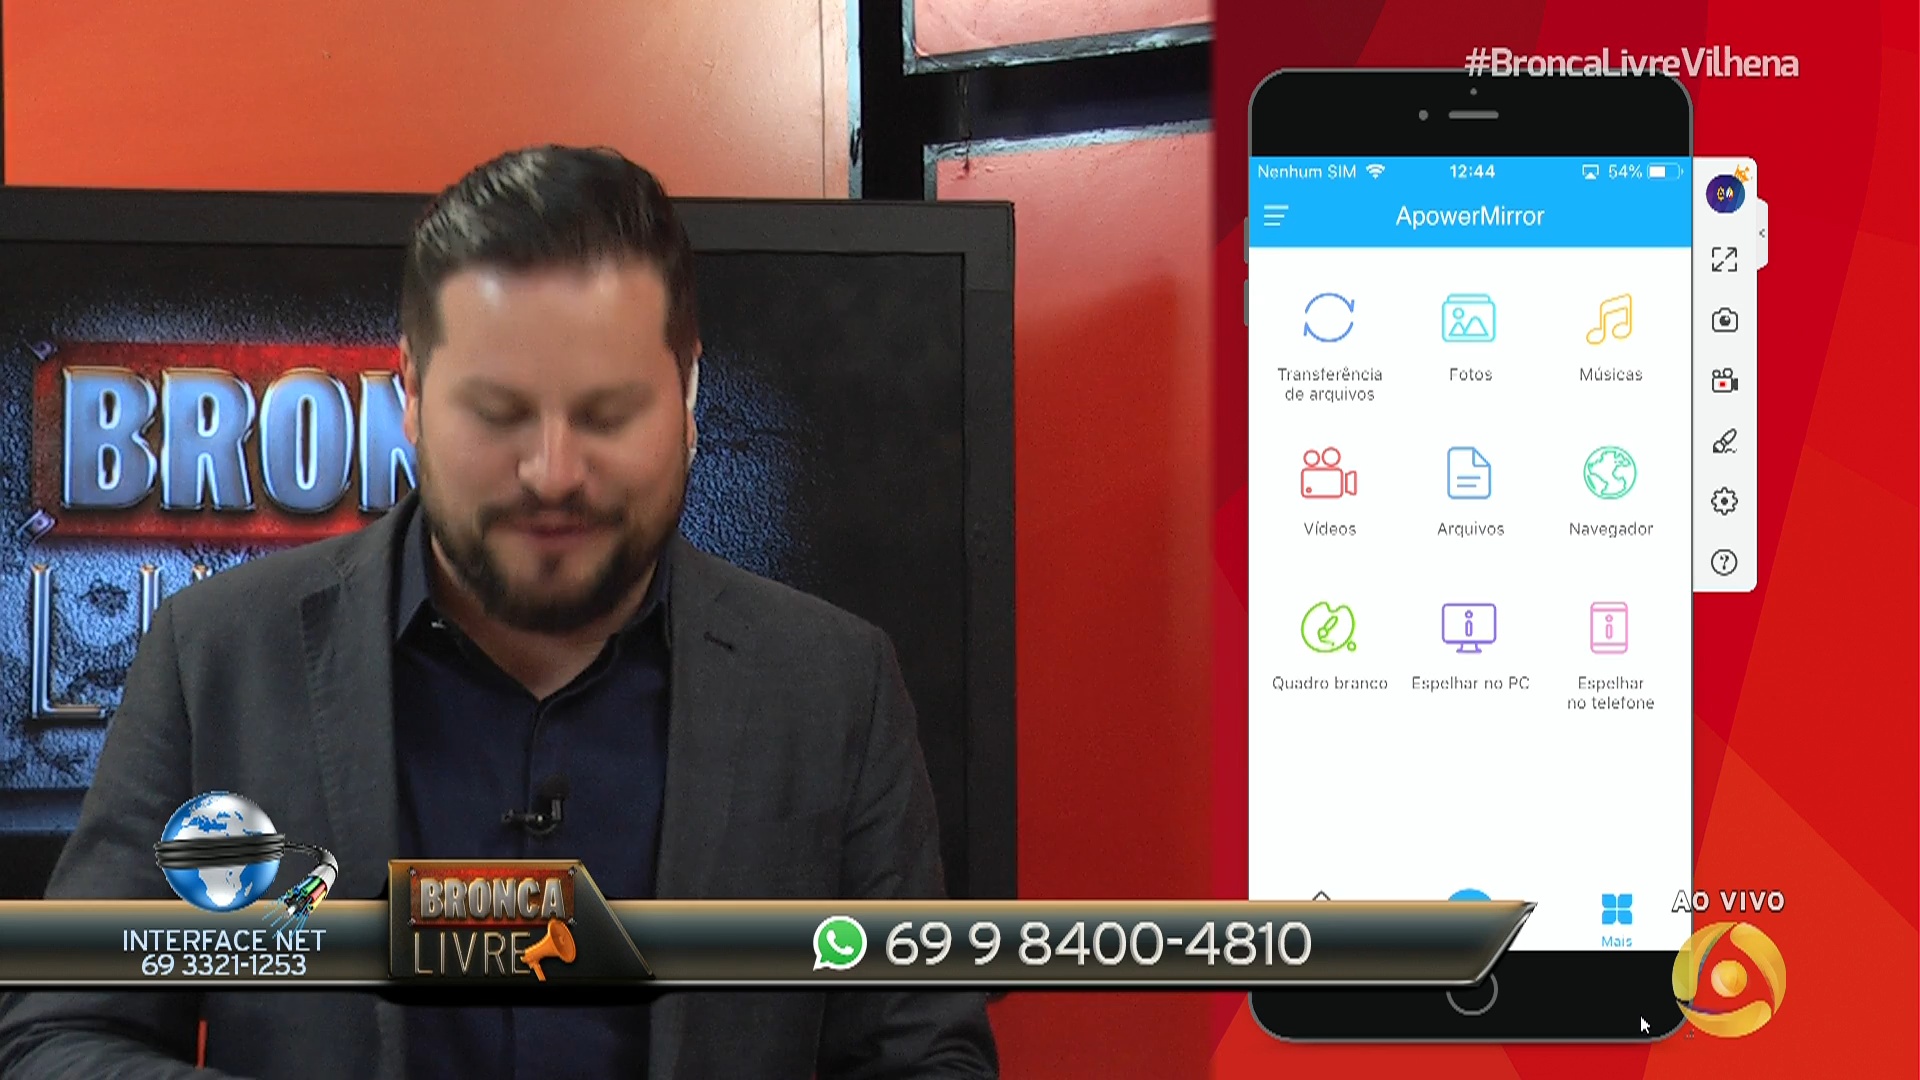 #BroncaLivreVilhena
Nenhum SIM
12:44
54%
ApowerMirror
Transferência
de arquivos
Fotos
Músicas
Vídeos
Arquivos
Navegador
Quadro branco
Espelhar no PC
Espelhar
no telefone
Mais
BRON
AO VIVO
INTERFACE NET
69 3321-1253
BRONCA
LIVRE
69 9 8400-4810